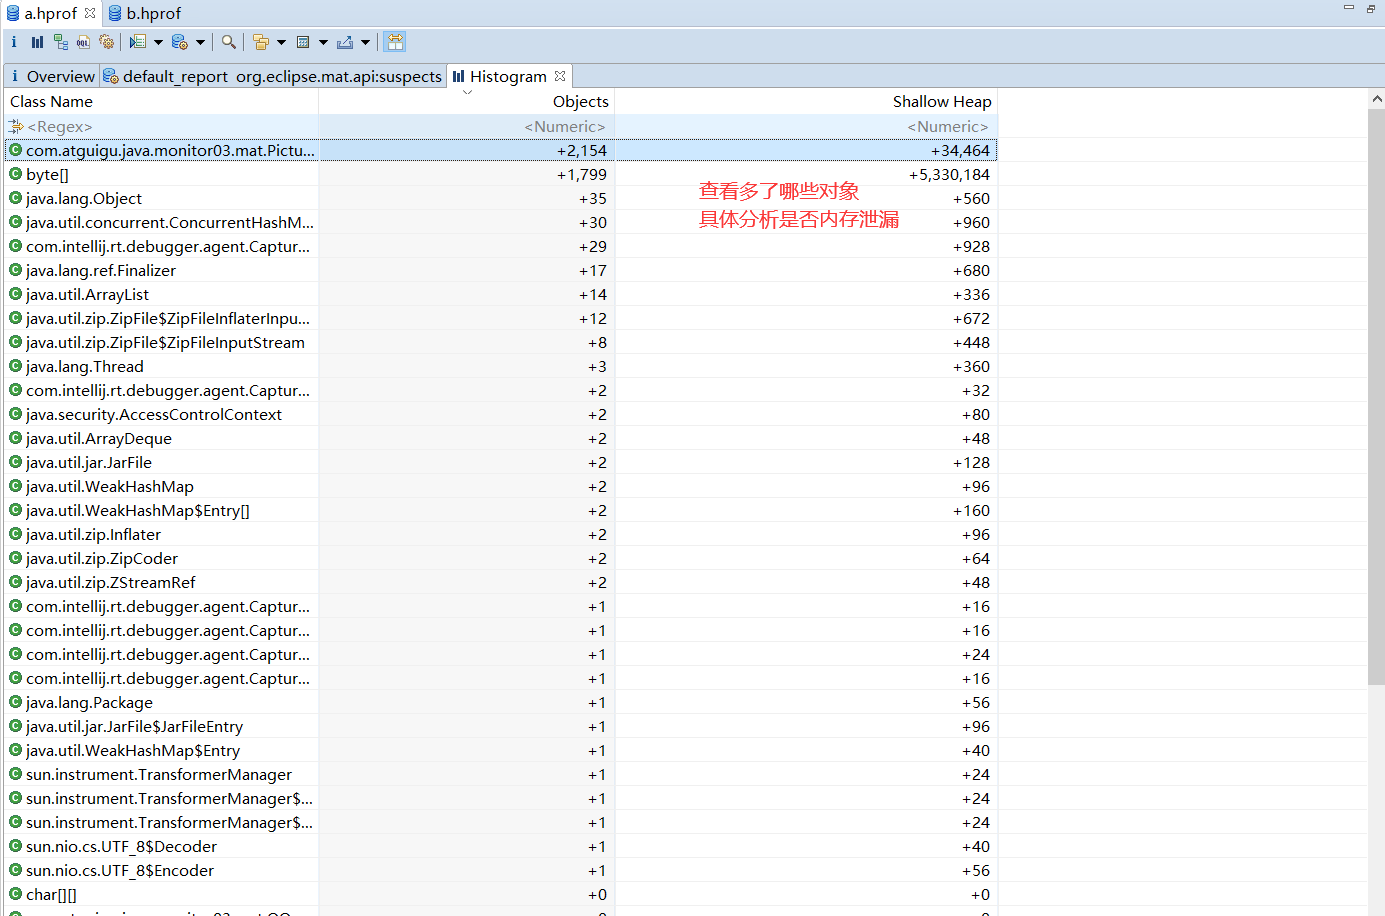 a.hprof
b.hprof
Overview
default_report org.eclipse.mat.api:suspects
Histogram
Class Name Objects Shallow Heap
<Regex> <Numeric> <Numeric>
com.atguigu.java.monitor03.mat.Pictu... +2,154 +34,464
byte[] +1,799 +5,330,184
查看多了哪些对象
java.lang.Object +35 +560
具体分析是否内存泄漏
java.util.concurrent.ConcurrentHashM... +30 +960
com.intellij.rt.debugger.agent.Captur... +29 +928
java.lang.ref.Finalizer +17 +680
java.util.ArrayList +14 +336
java.util.zip.ZipFile$ZipFileInflaterInpu... +12 +672
java.util.zip.ZipFile$ZipFileInputStream +8 +448
java.lang.Thread +3 +360
com.intellij.rt.debugger.agent.Captur... +2 +32
java.security.AccessControlContext +2 +80
java.util.ArrayDeque +2 +48
java.util.jar.JarFile +2 +128
java.util.WeakHashMap +2 +96
java.util.WeakHashMap$Entry[] +2 +160
java.util.zip.Inflater +2 +96
java.util.zip.ZipCoder +2 +64
java.util.zip.ZStreamRef +2 +48
com.intellij.rt.debugger.agent.Captur... +1 +16
com.intellij.rt.debugger.agent.Captur... +1 +16
com.intellij.rt.debugger.agent.Captur... +1 +24
com.intellij.rt.debugger.agent.Captur... +1 +16
java.lang.Package +1 +56
java.util.jar.JarFile$JarFileEntry +1 +96
java.util.WeakHashMap$Entry +1 +40
sun.instrument.TransformerManager +1 +24
sun.instrument.TransformerManager$... +1 +24
sun.instrument.TransformerManager$... +1 +24
sun.nio.cs.UTF_8$Decoder +1 +40
sun.nio.cs.UTF_8$Encoder +1 +56
char[][] +0 +0